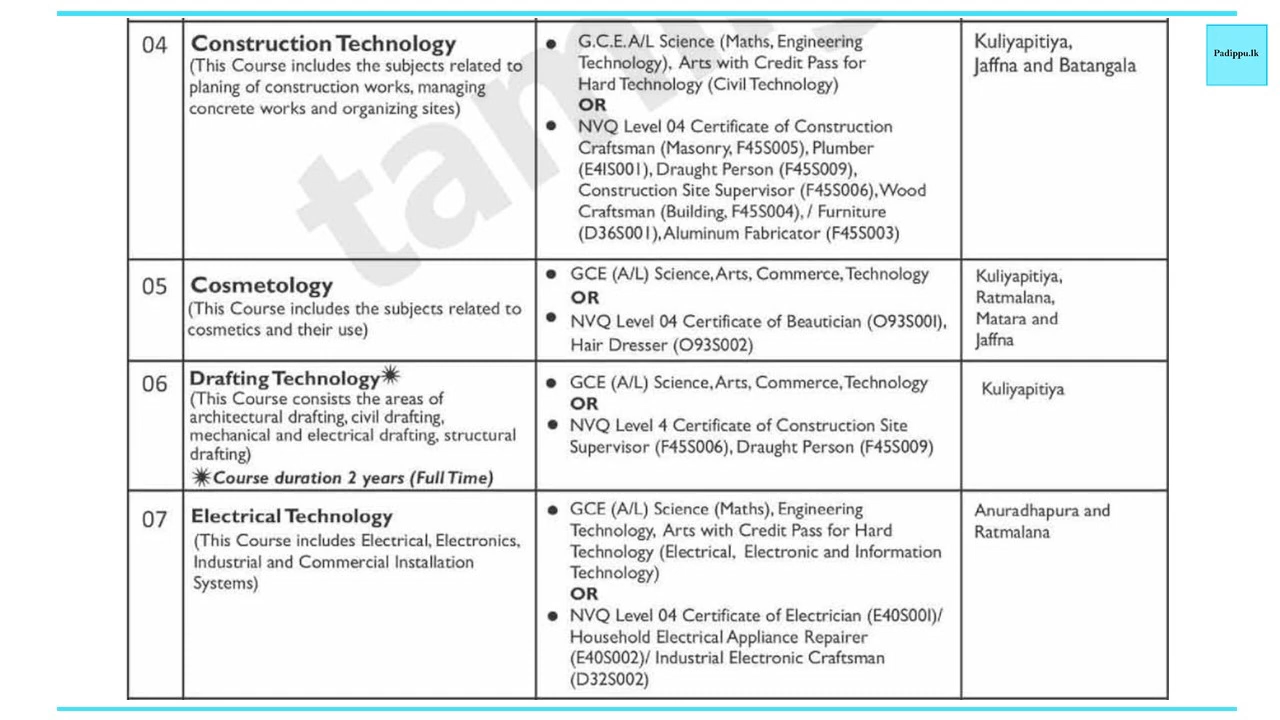 04
Construction Technology
(This Course includes the subjects related to
planing of construction works, managing
concrete works and organizing sites)
● G.C.E.A/L Science (Maths, Engineering
Technology), Arts with Credit Pass for
Hard Technology (Civil Technology)
OR
● NVQ Level 04 Certificate of Construction
Craftsman (Masonry, F45S005), Plumber
(E41S001), Draught Person (F45S009),
Construction Site Supervisor (F45S006), Wood
Craftsman (Building, F45S004), / Furniture
(D36S001), Aluminum Fabricator (F45S003)
Kuliyapitiya,
Jaffna and Batangala
Padippu.lk
05
Cosmetology
(This Course includes the subjects related to
cosmetics and their use)
● GCE (A/L) Science, Arts, Commerce, Technology
OR
● NVQ Level 04 Certificate of Beautician (O93S001),
Hair Dresser (O93S002)
Kuliyapitiya,
Ratmalana,
Matara and
Jaffna
06
Drafting Technology✷
(This Course consists the areas of
architectural drafting, civil drafting,
mechanical and electrical drafting, structural
drafting)
✷Course duration 2 years (Full Time)
● GCE (A/L) Science, Arts, Commerce, Technology
OR
● NVQ Level 4 Certificate of Construction Site
Supervisor (F45S006), Draught Person (F45S009)
Kuliyapitiya
07
Electrical Technology
(This Course includes Electrical, Electronics,
Industrial and Commercial Installation
Systems)
● GCE (A/L) Science (Maths), Engineering
Technology, Arts with Credit Pass for Hard
Technology (Electrical, Electronic and Information
Technology)
OR
● NVQ Level 04 Certificate of Electrician (E40S001)/
Household Electrical Appliance Repairer
(E40S002)/ Industrial Electronic Craftsman
(D32S002)
Anuradhapura and
Ratmalana